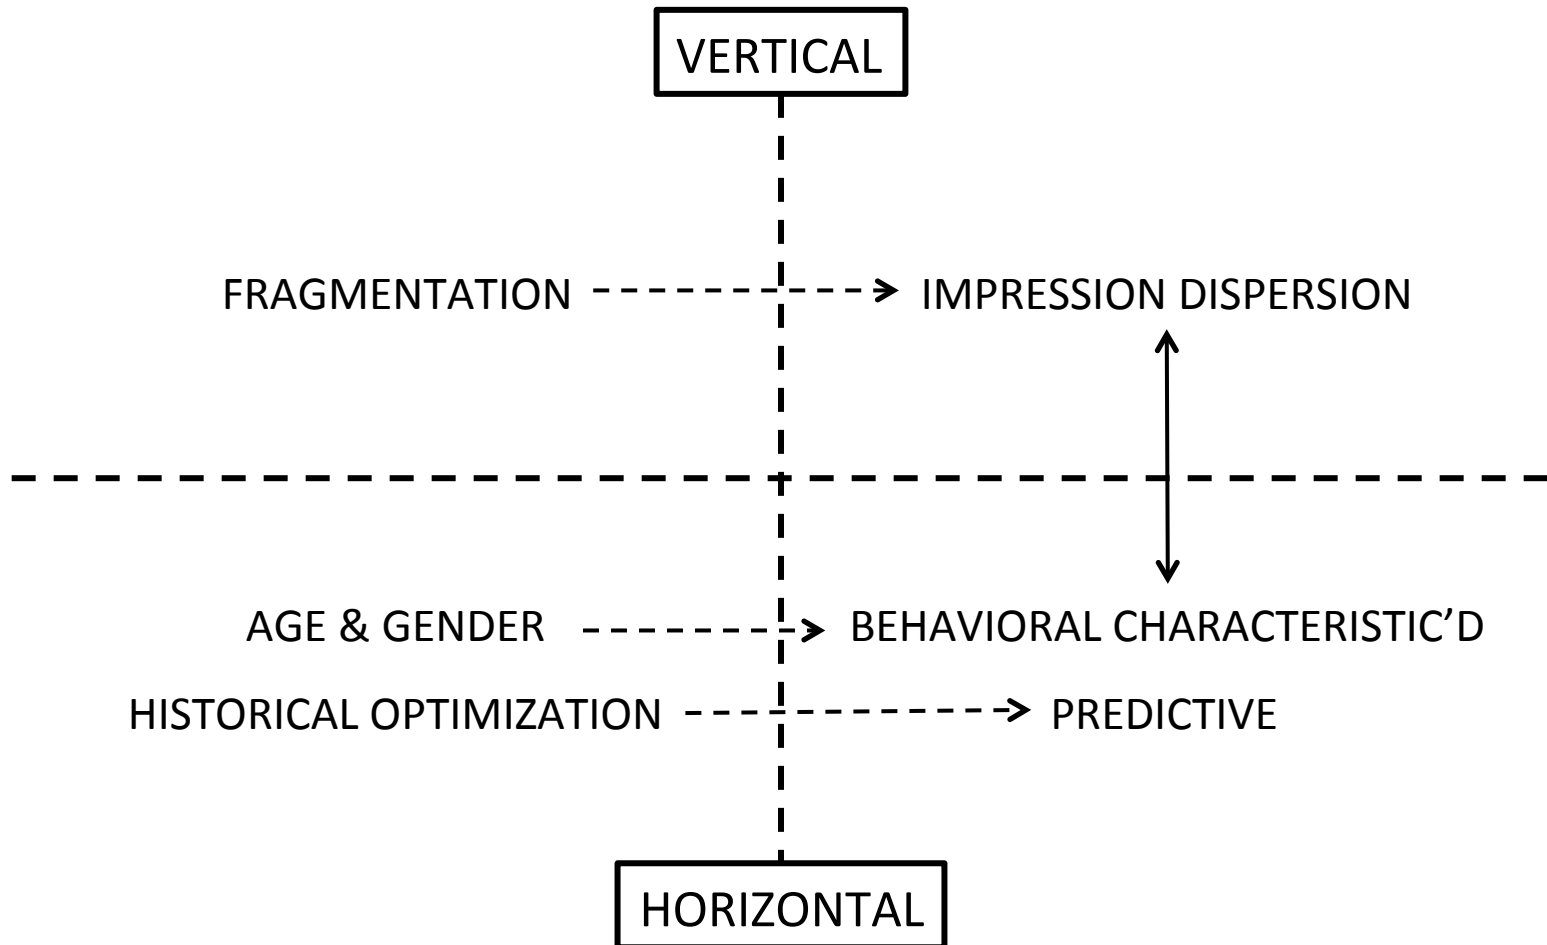 VERTICAL
FRAGMENTATION IMPRESSION DISPERSION
AGE & GENDER BEHAVIORAL CHARACTERISTIC’D
HISTORICAL OPTIMIZATION PREDICTIVE
HORIZONTAL